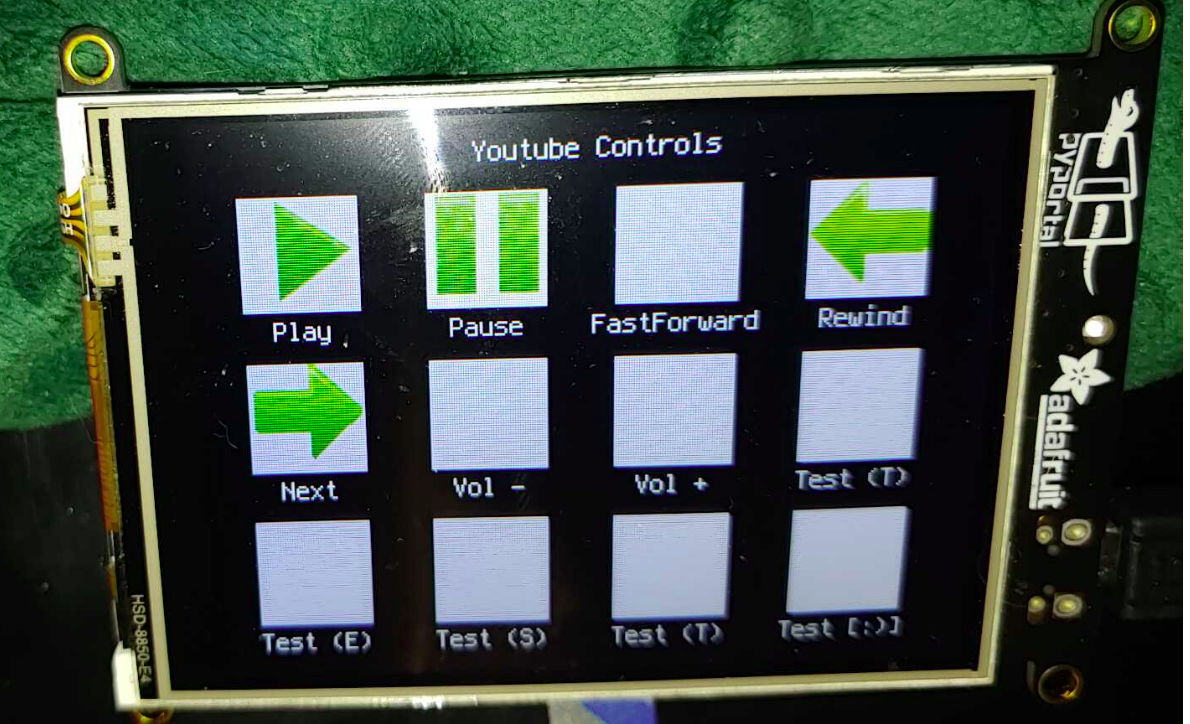 Youtube Controls
Play
Pause
FastForward
Rewind
Next
Vol -
Vol +
Test (T)
Test (E)
Test (S)
Test (T)
Test [:)]
PyPortal
adafruit
HSD-8850-E4